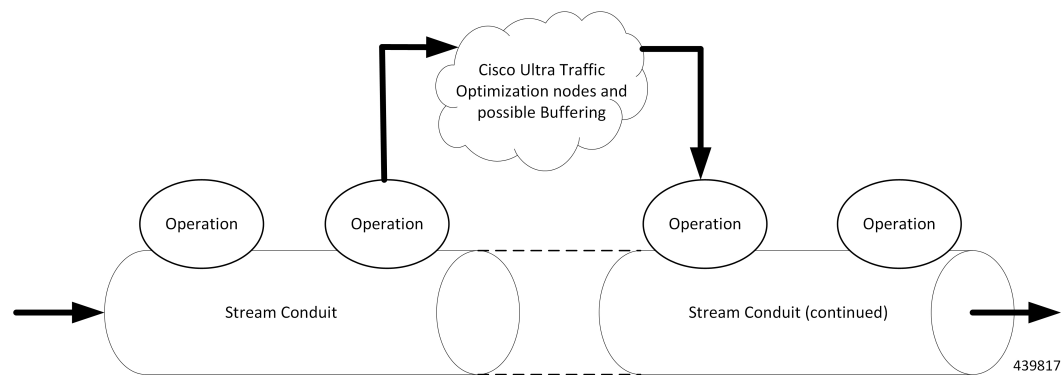 Cisco Ultra Traffic
Optimization nodes and
possible Buffering
Operation
Operation
Operation
Operation
Stream Conduit
Stream Conduit (continued)
439817